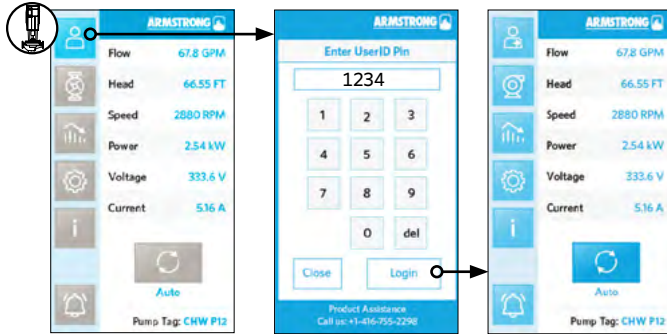 ARMSTRONG
Flow 67.8 GPM
Head 66.55 FT
Speed 2880 RPM
Power 2.54 kW
Voltage 333.6 V
Current 5.16 A
i
Auto
Pump Tag: CHW P12
ARMSTRONG
Enter UserID Pin
1234
1 2 3
4 5 6
7 8 9
0 del
Close Login
Product Assistance
Call us: +1-416-755-2298
ARMSTRONG
Flow 67.8 GPM
Head 66.55 FT
Speed 2880 RPM
Power 2.54 kW
Voltage 333.6 V
Current 5.16 A
i
Auto
Pump Tag: CHW P12